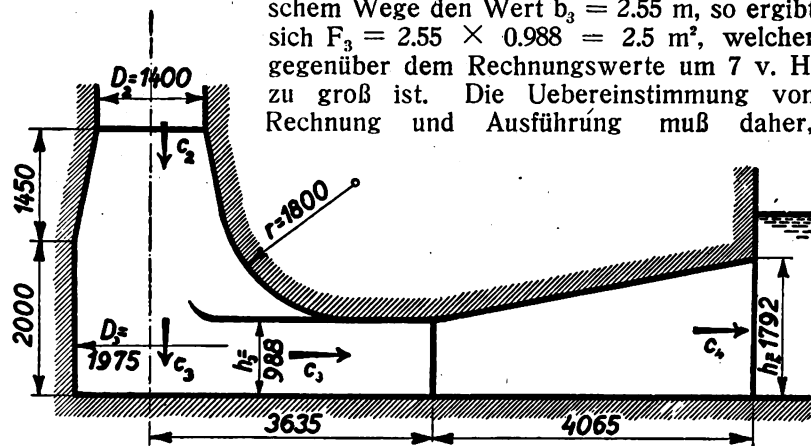 schem Wege den Wert b₃ = 2.55 m, so ergibt
sich F₃ = 2.55 × 0.988 = 2.5 m², welcher
gegenüber dem Rechnungswerte um 7 v. H
zu groß ist. Die Uebereinstimmung von
Rechnung und Ausführung muß daher,
D₂=1400
c₂
1450
r=1800
2000
D₃=
1975
c₃
h₃=
988
c₃
c₄
h₄=1792
3635
4065